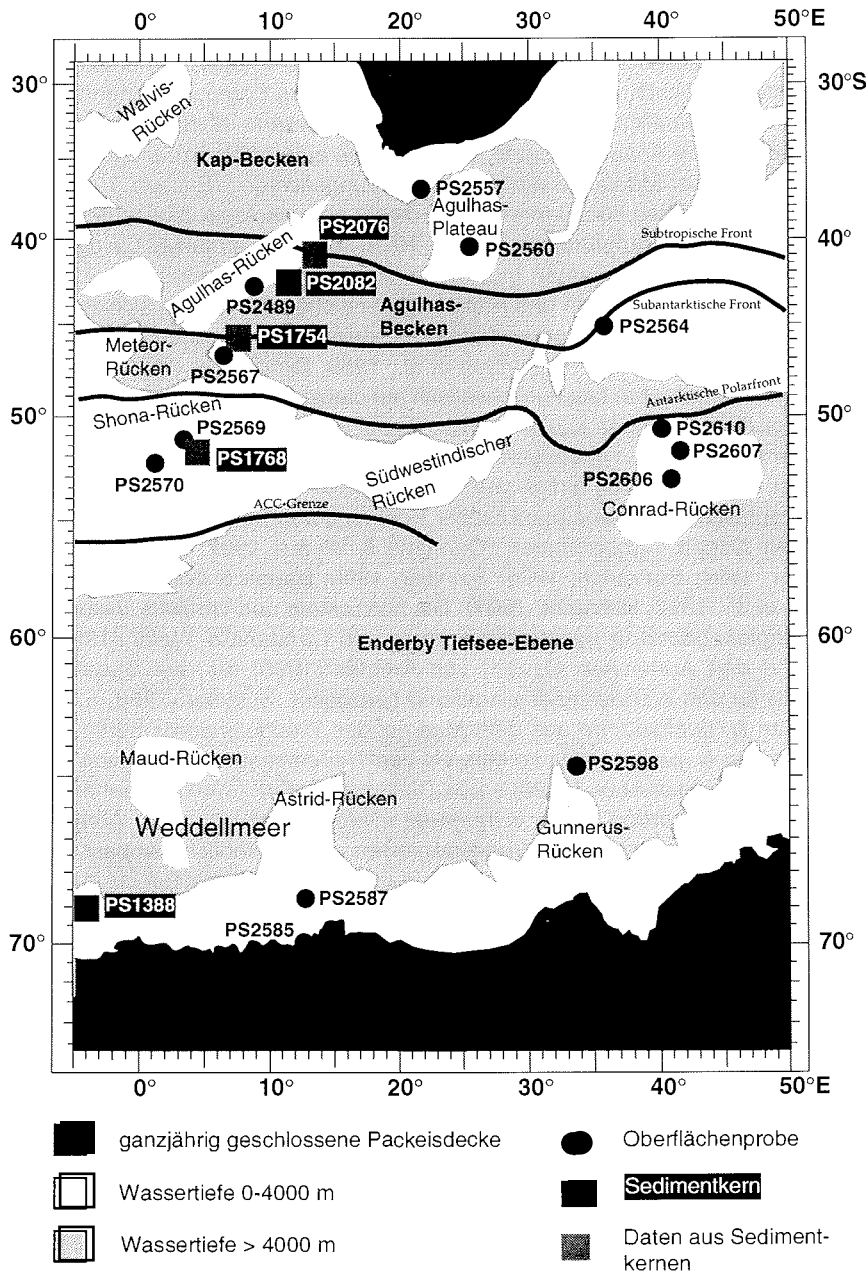 0° 10° 20° 30° 40° 50°E
30° 30°S
Walvis-
Rücken
Kap-Becken
PS2557
Agulhas-
Plateau
PS2076
Subtropische Front
40° 40°
PS2560
Agulhas-Rücken
PS2082
PS2489
Agulhas-
Becken
Subantarktische Front
PS2564
PS1754
Meteor-
Rücken
PS2567
Antarktische Polarfront
50° 50°
Shona-Rücken
PS2569
PS2610
PS1768
PS2607
PS2570
Südwestindischer
Rücken
PS2606
ACC-Grenze
Conrad-Rücken
60° 60°
Enderby Tiefsee-Ebene
Maud-Rücken
PS2598
Astrid-Rücken
Weddellmeer
Gunnerus-
Rücken
PS1388
PS2587
PS2585
70° 70°
0° 10° 20° 30° 40° 50°E
ganzjährig geschlossene Packeisdecke
Oberflächenprobe
Wassertiefe 0-4000 m
Sedimentkern
Wassertiefe > 4000 m
Daten aus Sediment-
kernen